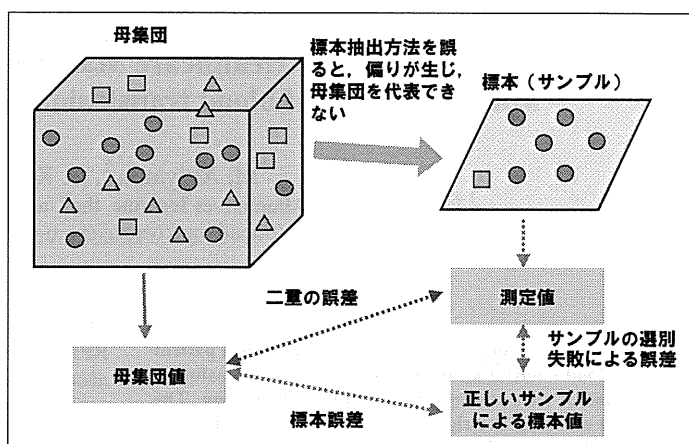 母集団
標本抽出方法を誤
ると,偏りが生じ,
母集団を代表でき
ない
標本(サンプル)
二重の誤差
測定値
サンプルの選別
失敗による誤差
母集団値
標本誤差
正しいサンプル
による標本値